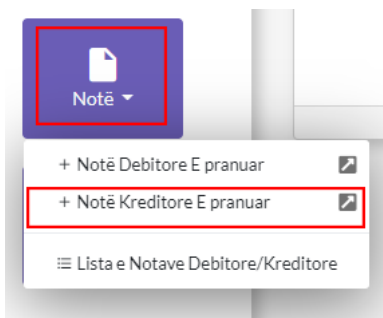 Notë
+ Notë Debitore E pranuar
+ Notë Kreditore E pranuar
Lista e Notave Debitore/Kreditore